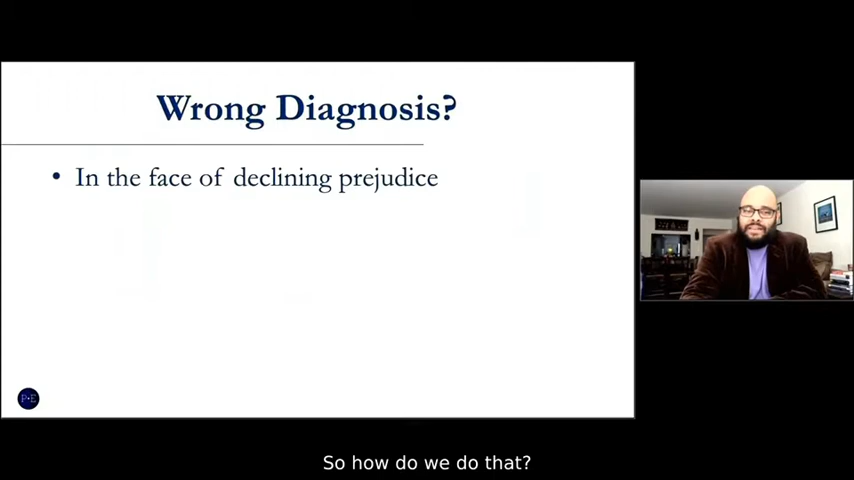 Wrong Diagnosis?
• In the face of declining prejudice
P•E
So how do we do that?